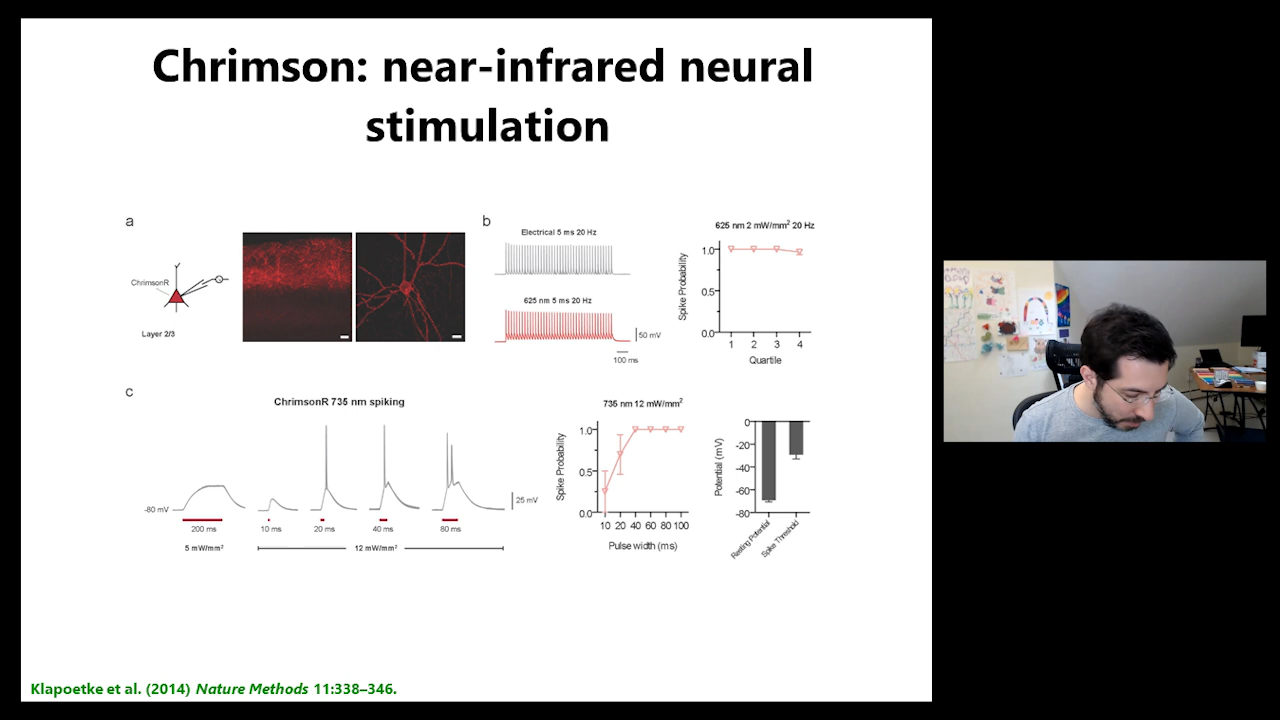 Chrimson: near-infrared neural
stimulation
a
ChrimsonR
Layer 2/3
b
Electrical 5 ms 20 Hz
625 nm 5 ms 20 Hz
50 mV
100 ms
625 nm 2 mW/mm² 20 Hz
Spike Probability
1.0
0.5
0.0
1 2 3 4
Quartile
c
ChrimsonR 735 nm spiking
-80 mV
25 mV
200 ms 10 ms 20 ms 40 ms 80 ms
5 mW/mm² 12 mW/mm²
735 nm 12 mW/mm²
Spike Probability
1.0
0.5
0.0
10 20 40 60 80 100
Pulse width (ms)
Potential (mV)
0
-20
-40
-60
-80
Resting Potential
Spike Threshold
Klapoetke et al. (2014) Nature Methods 11:338–346.